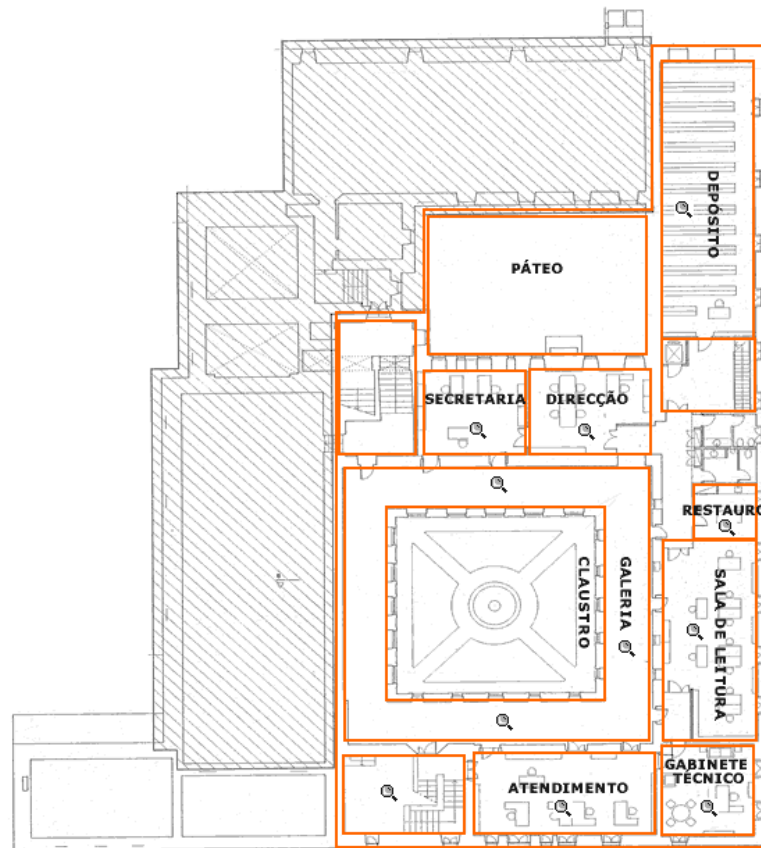 DEPÓSITO
PÁTEO
SECRETARIA
DIRECÇÃO
RESTAURO
GALERIA
CLAUSTRO
SALA DE LEITURA
ATENDIMENTO
GABINETE
TÉCNICO